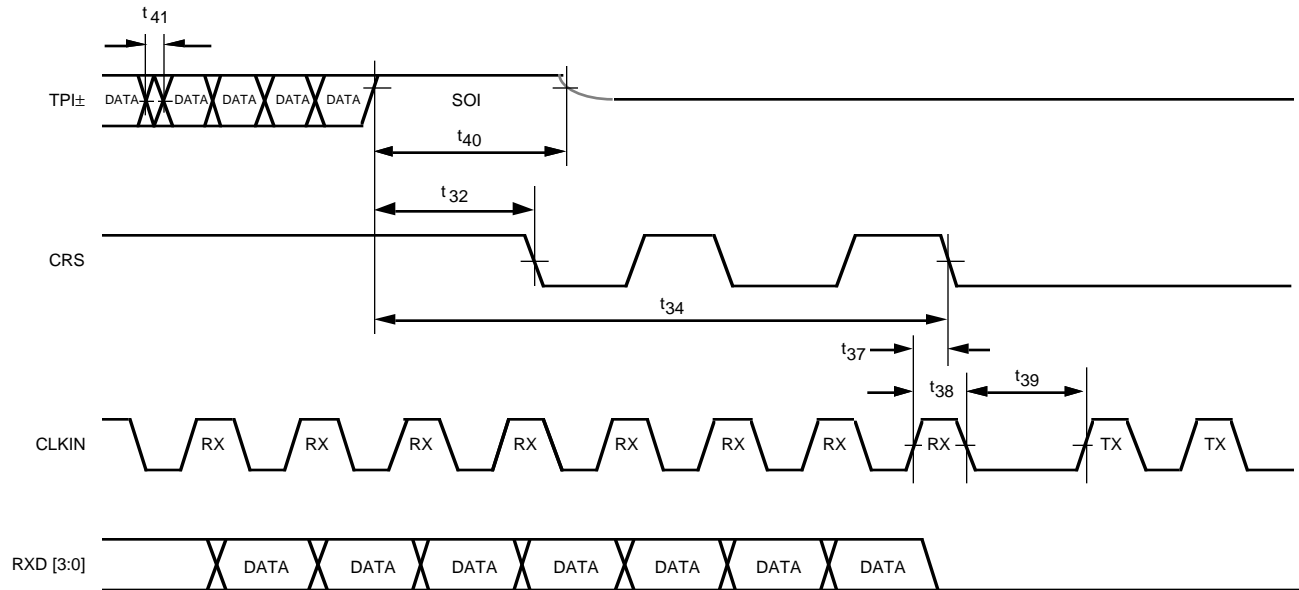 t41
TPI±
DATA DATA DATA DATA DATA SOI
t40
t32
CRS
t34
t37
t38 t39
CLKIN RX RX RX RX RX RX RX RX TX TX
RXD [3:0] DATA DATA DATA DATA DATA DATA DATA